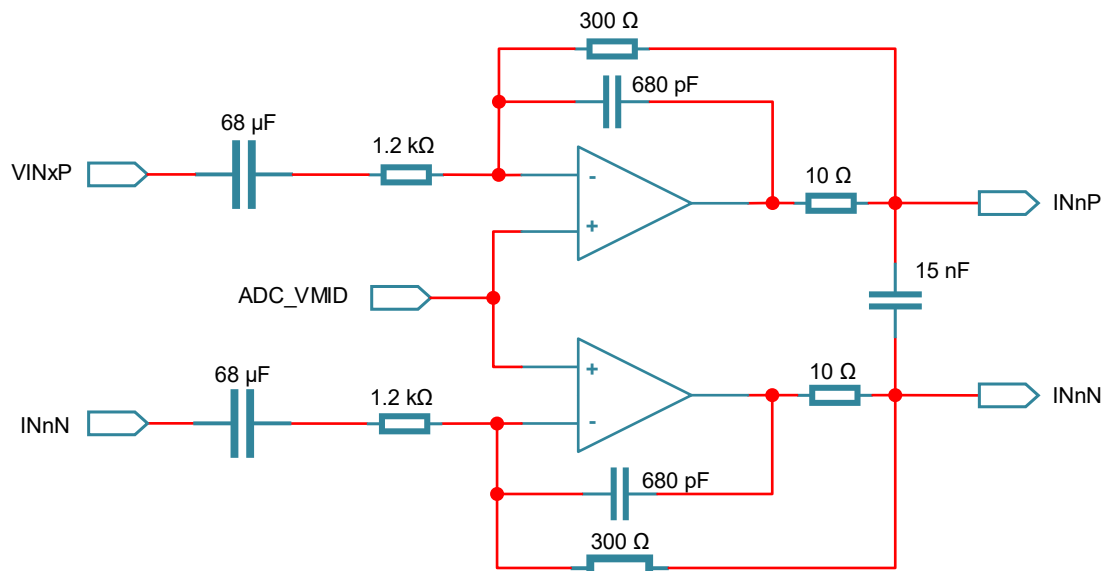 300 Ω
680 pF
68 µF
1.2 kΩ
VINxP
-
10 Ω
INnP
+
15 nF
ADC_VMID
10 Ω
68 µF
+
1.2 kΩ
INnN
INnN
-
680 pF
300 Ω